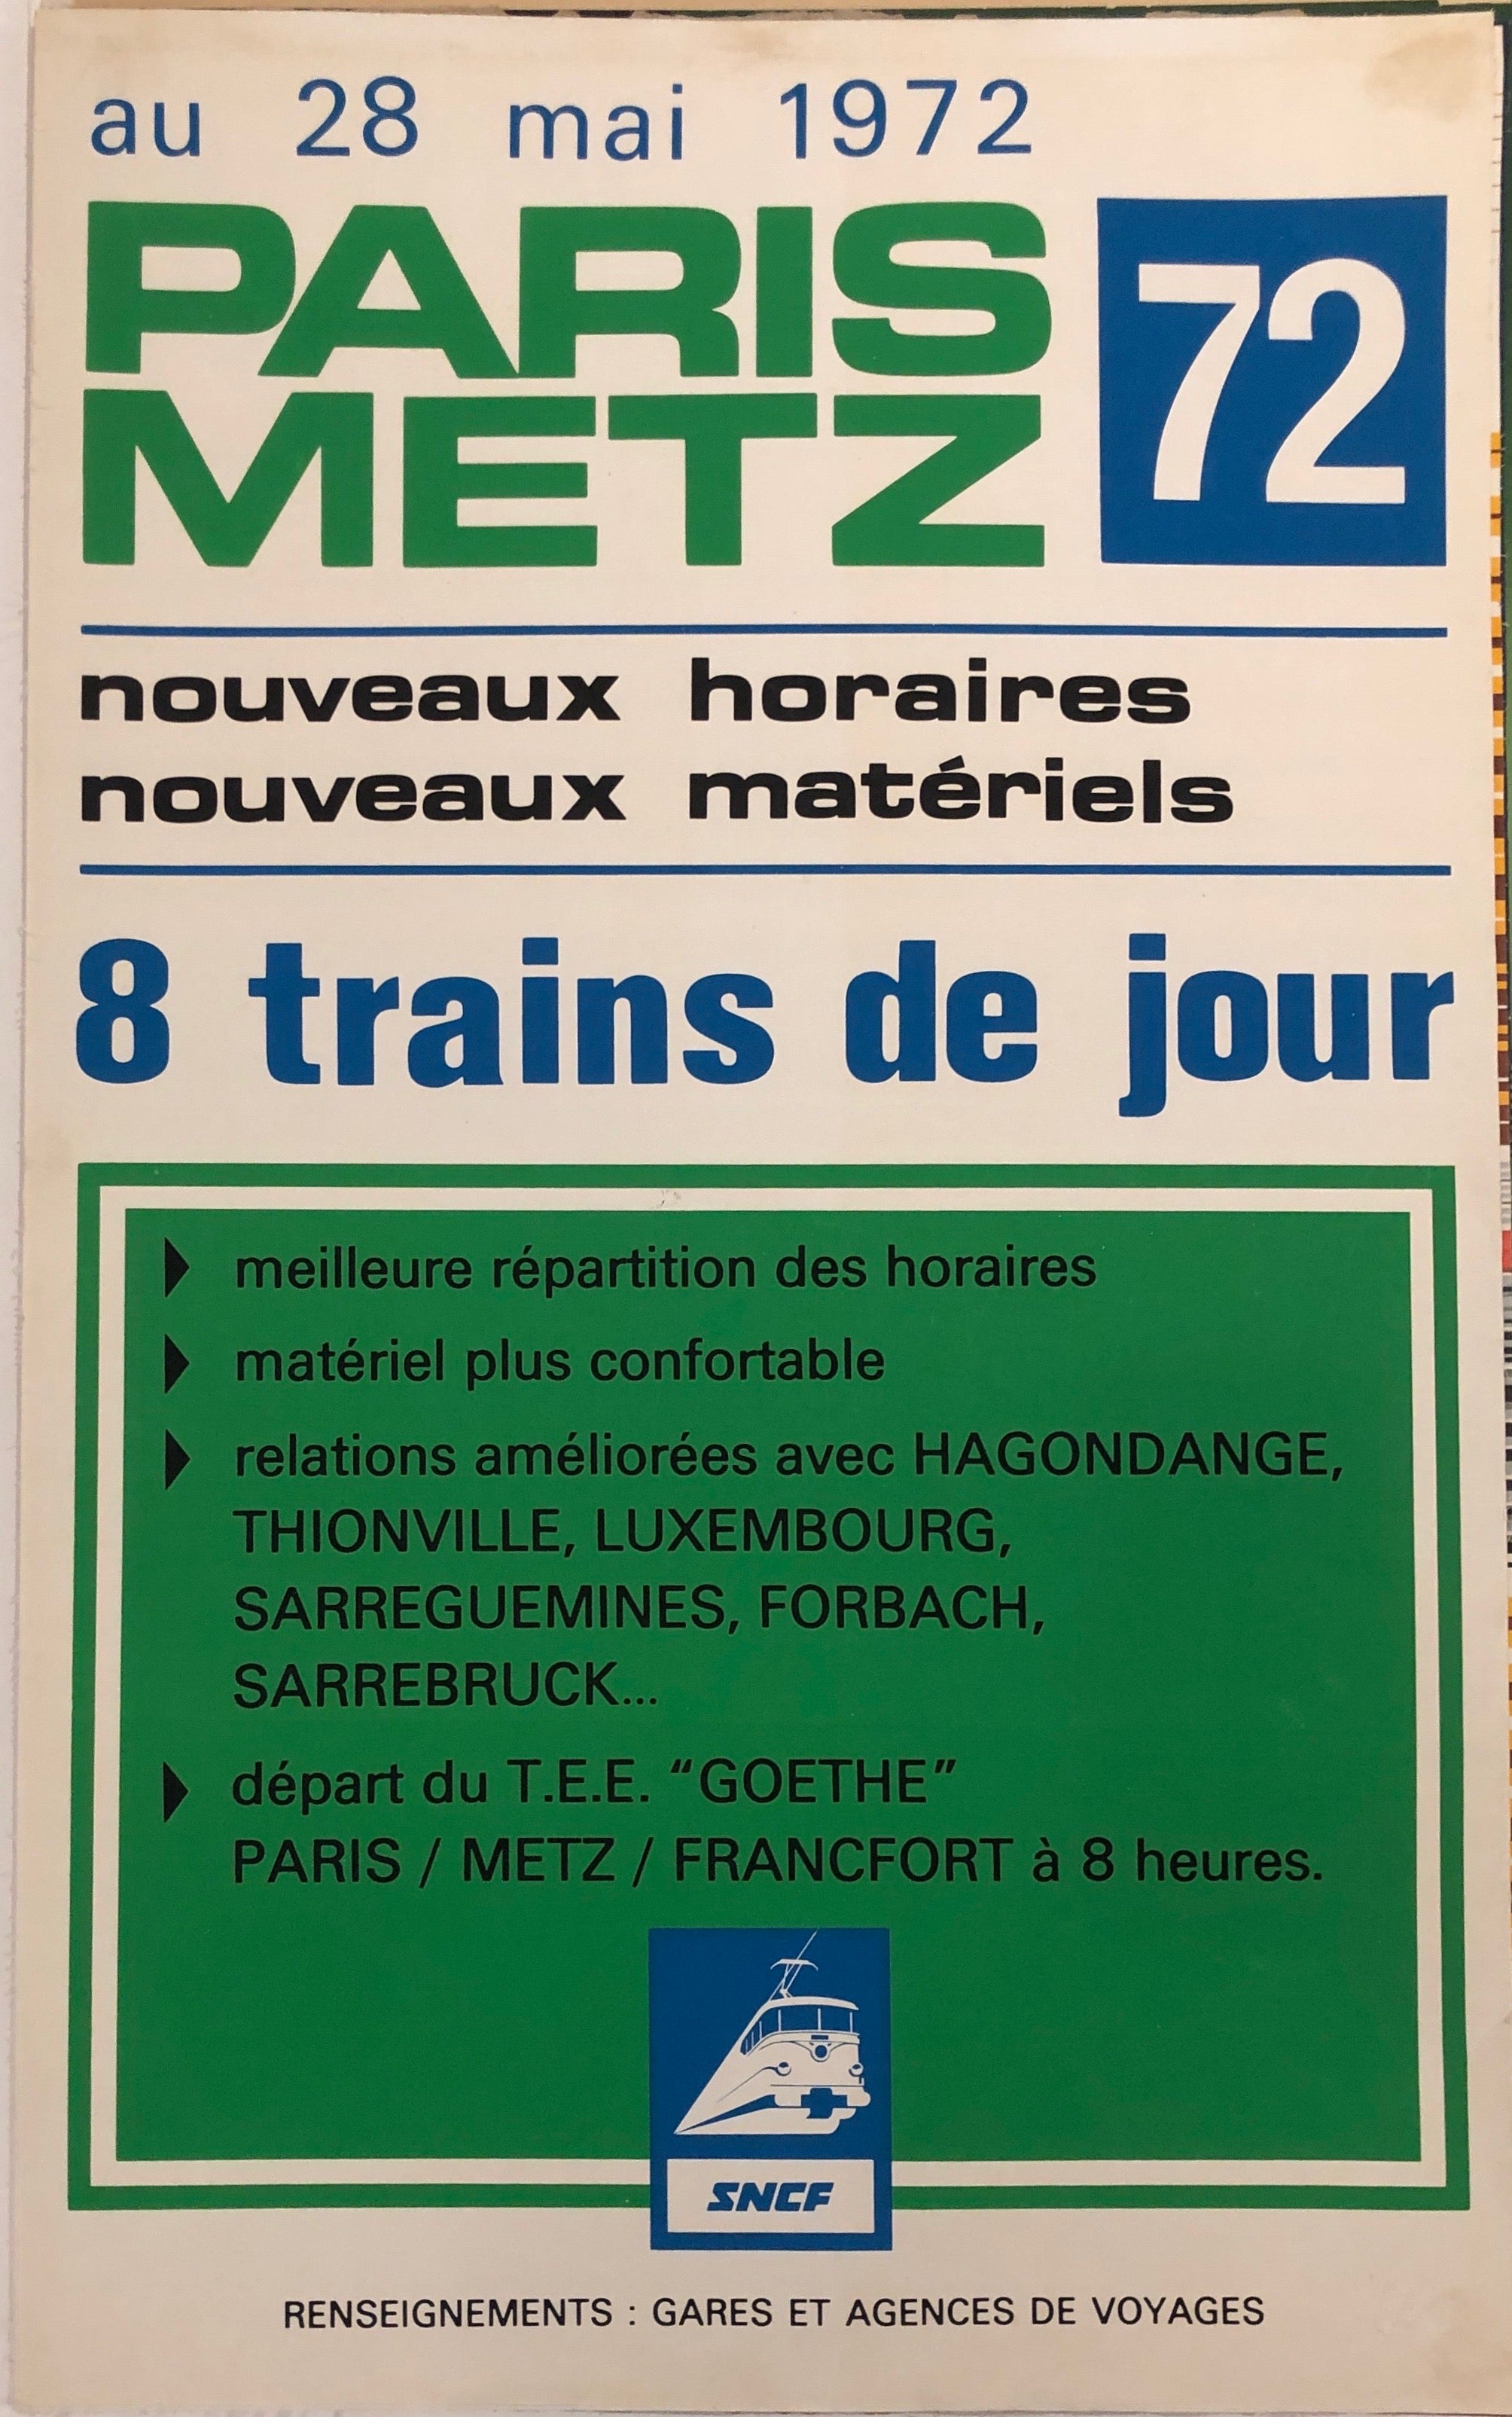 au 28 mai 1972
PARIS
METZ
72
nouveaux horaires
nouveaux matériels
8 trains de jour
meilleure répartition des horaires
matériel plus confortable
relations améliorées avec HAGONDANGE,
THIONVILLE, LUXEMBOURG,
SARREGUEMINES, FORBACH,
SARREBRUCK...
départ du T.E.E. “GOETHE”
PARIS / METZ / FRANCFORT à 8 heures.
SNCF
RENSEIGNEMENTS : GARES ET AGENCES DE VOYAGES